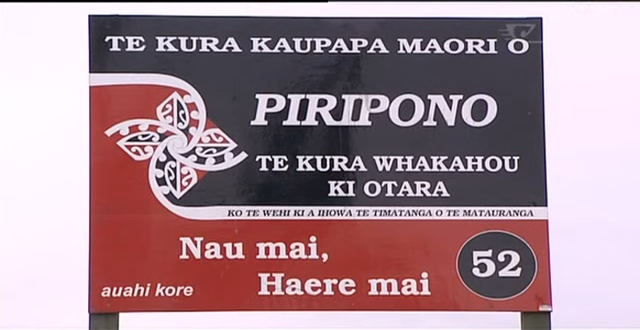 TE KURA KAUPAPA MAORI O
PIRIPONO
TE KURA WHAKAHOU
KI OTARA
KO TE WEHI KI A IHOWA TE TIMATANGA O TE MATAURANGA
Nau mai,
Haere mai
52
auahi kore